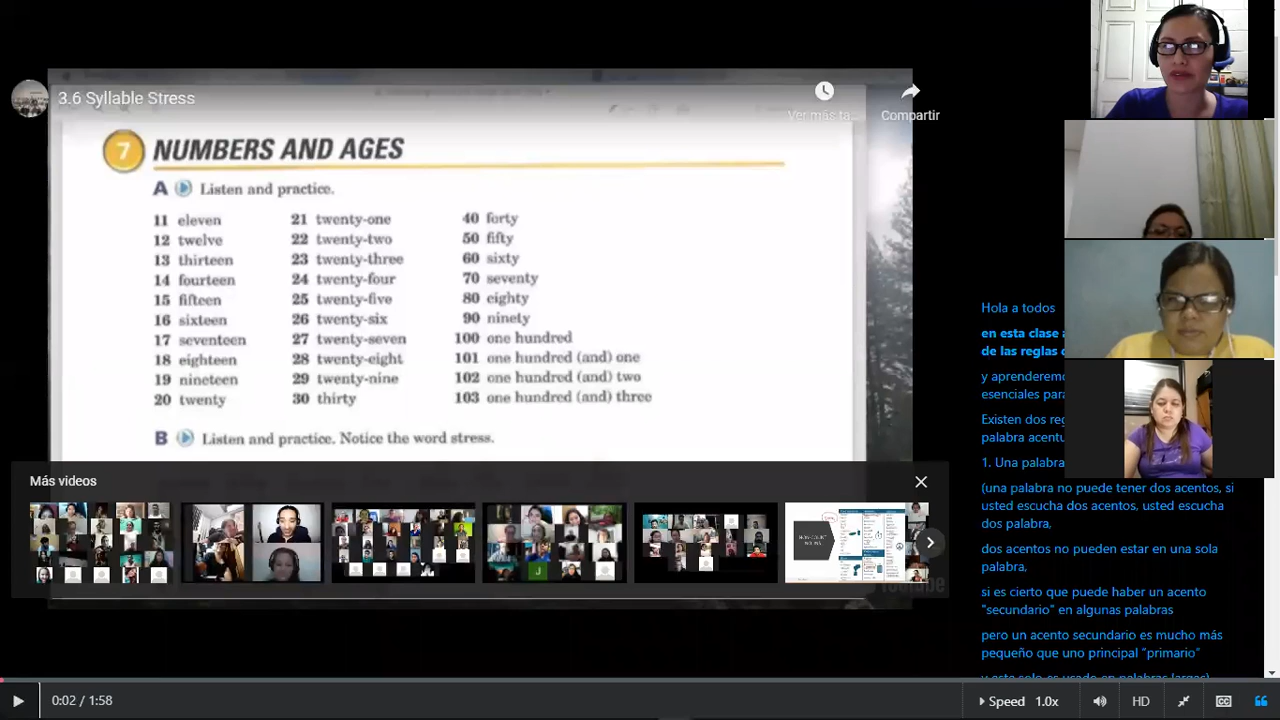 3.6 Syllable Stress
Ver más ta...
Compartir
7 NUMBERS AND AGES
A Listen and practice.
11 eleven 21 twenty-one 40 forty
12 twelve 22 twenty-two 50 fifty
13 thirteen 23 twenty-three 60 sixty
14 fourteen 24 twenty-four 70 seventy
15 fifteen 25 twenty-five 80 eighty
16 sixteen 26 twenty-six 90 ninety
17 seventeen 27 twenty-seven 100 one hundred
18 eighteen 28 twenty-eight 101 one hundred (and) one
19 nineteen 29 twenty-nine 102 one hundred (and) two
20 twenty 30 thirty 103 one hundred (and) three
B Listen and practice. Notice the word stress.
Más videos
NON-COUNT
NOUNS
J
YouTube
Hola a todos
en esta clase
de las reglas
y aprenderemo
esenciales para
Existen dos reg
palabra acentu
1. Una palabra
(una palabra no puede tener dos acentos, si
usted escucha dos acentos, usted escucha
dos palabra,
dos acentos no pueden estar en una sola
palabra,
si es cierto que puede haber un acento
"secundario" en algunas palabras
pero un acento secundario es mucho más
pequeño que uno principal "primario"
0:02 / 1:58
Speed 1.0x
HD
CC